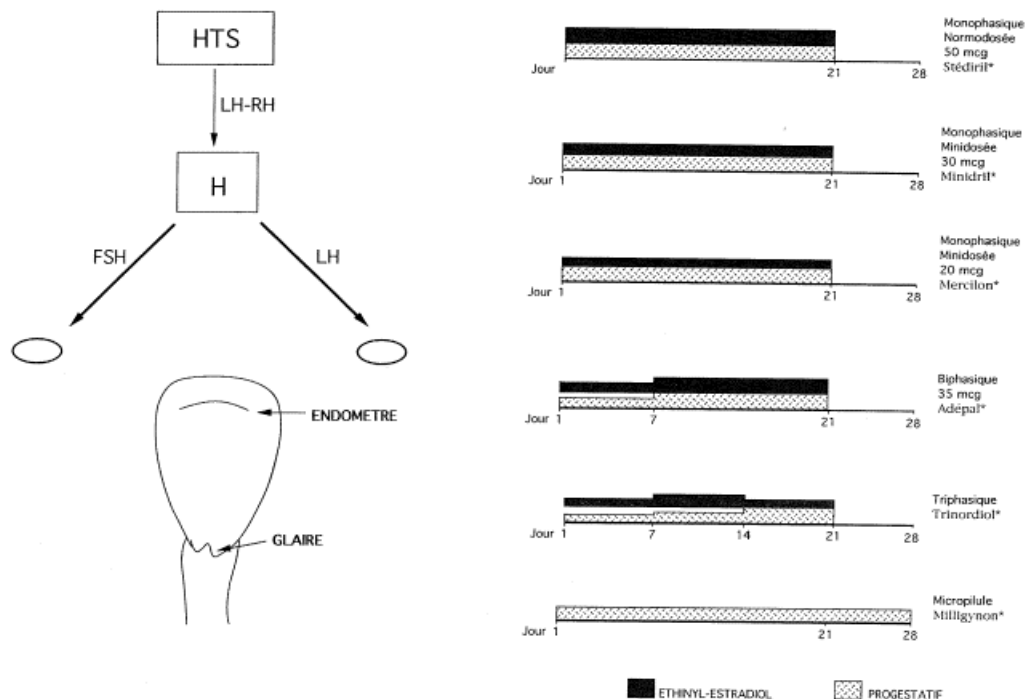 HTS
LH-RH
H
FSH
LH
ENDOMETRE
GLAIRE
Monophasique
Normodosée
50 mcg
Stédiril*
Jour
21
28
Monophasique
Minidosée
30 mcg
Minidril*
Jour
1
21
28
Monophasique
Minidosée
20 mcg
Mercilon*
Jour
1
21
28
Biphasique
35 mcg
Adépal*
Jour
1
7
21
28
Triphasique
Trinordiol*
Jour
1
7
14
21
28
Micropilule
Milligynon*
Jour
1
21
28
ETHINYL-ESTRADIOL
PROGESTATIF